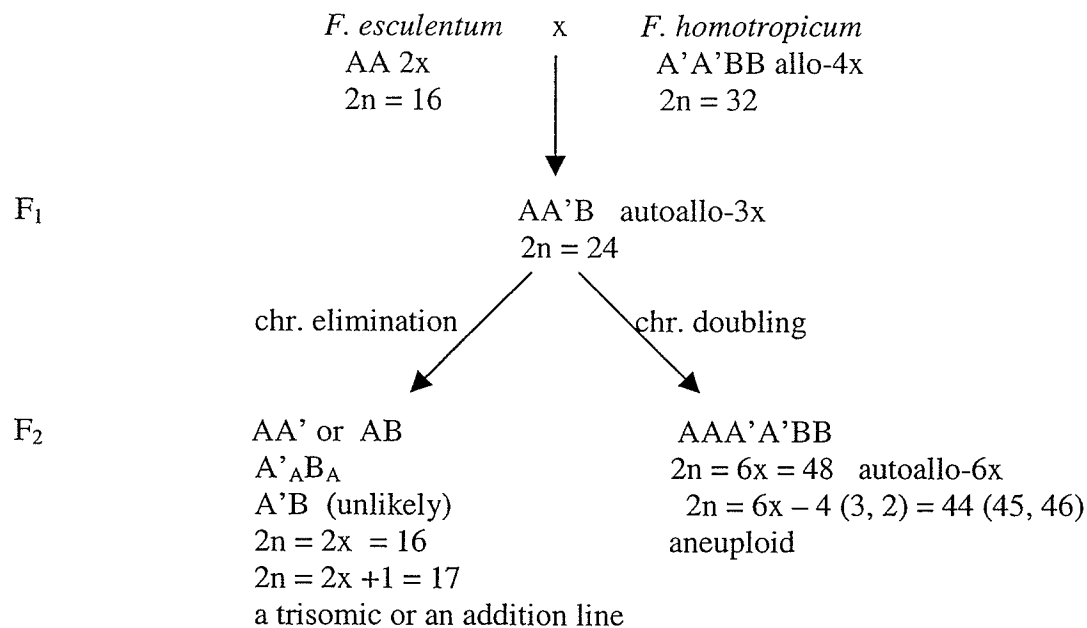 F. esculentum x F. homotropicum
AA 2x A’A’BB allo-4x
2n = 16 2n = 32
F₁ AA’B autoallo-3x
2n = 24
chr. elimination chr. doubling
F₂ AA’ or AB AAA’A’BB
A’ₐBₐ 2n = 6x = 48 autoallo-6x
A’B (unlikely) 2n = 6x – 4 (3, 2) = 44 (45, 46)
2n = 2x = 16 aneuploid
2n = 2x +1 = 17
a trisomic or an addition line